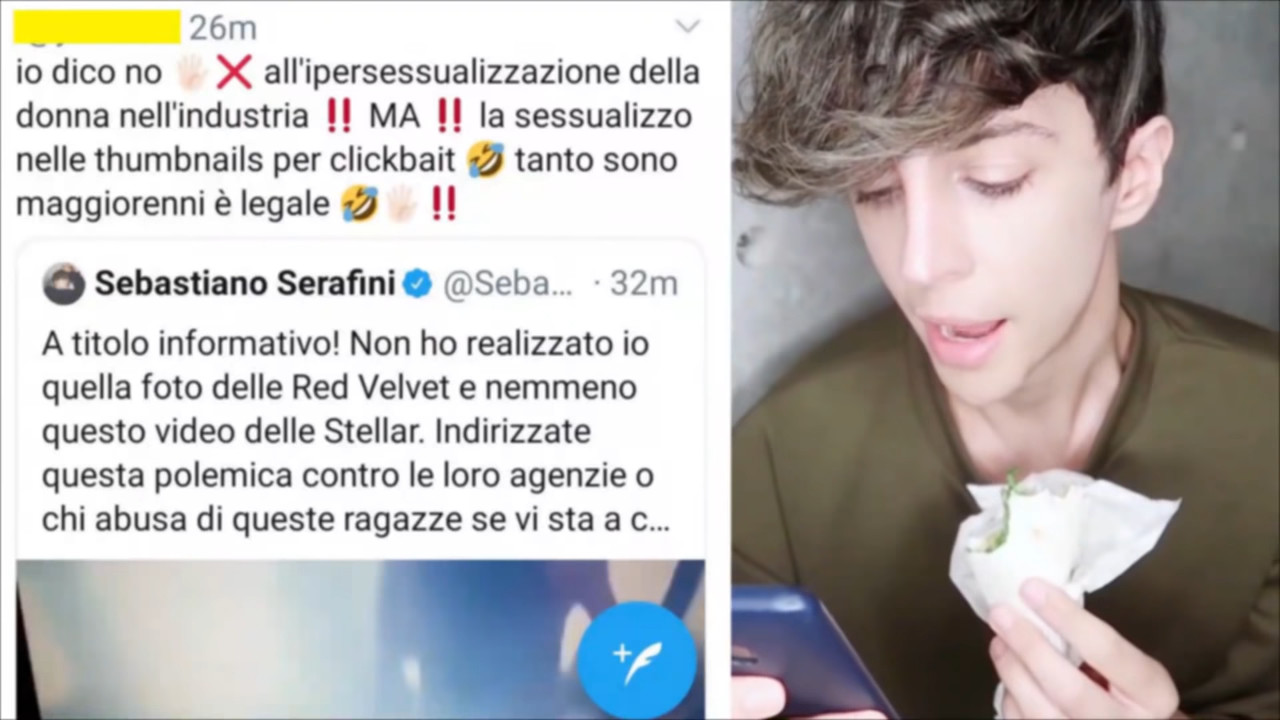 26m
io dico no 🖐🏻❌ all'ipersessualizzazione della
donna nell'industria ‼️ MA ‼️ la sessualizzo
nelle thumbnails per clickbait 🤣 tanto sono
maggiorenni è legale 🤣🖐🏻 ‼️
Sebastiano Serafini @Seba... · 32m
A titolo informativo! Non ho realizzato io
quella foto delle Red Velvet e nemmeno
questo video delle Stellar. Indirizzate
questa polemica contro le loro agenzie o
chi abusa di queste ragazze se vi sta a c...